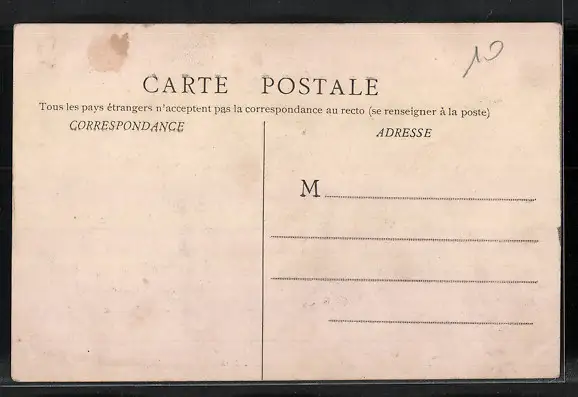 10
CARTE POSTALE
Tous les pays étrangers n'acceptent pas la correspondance au recto (se renseigner à la poste)
CORRESPONDANCE
ADRESSE
M